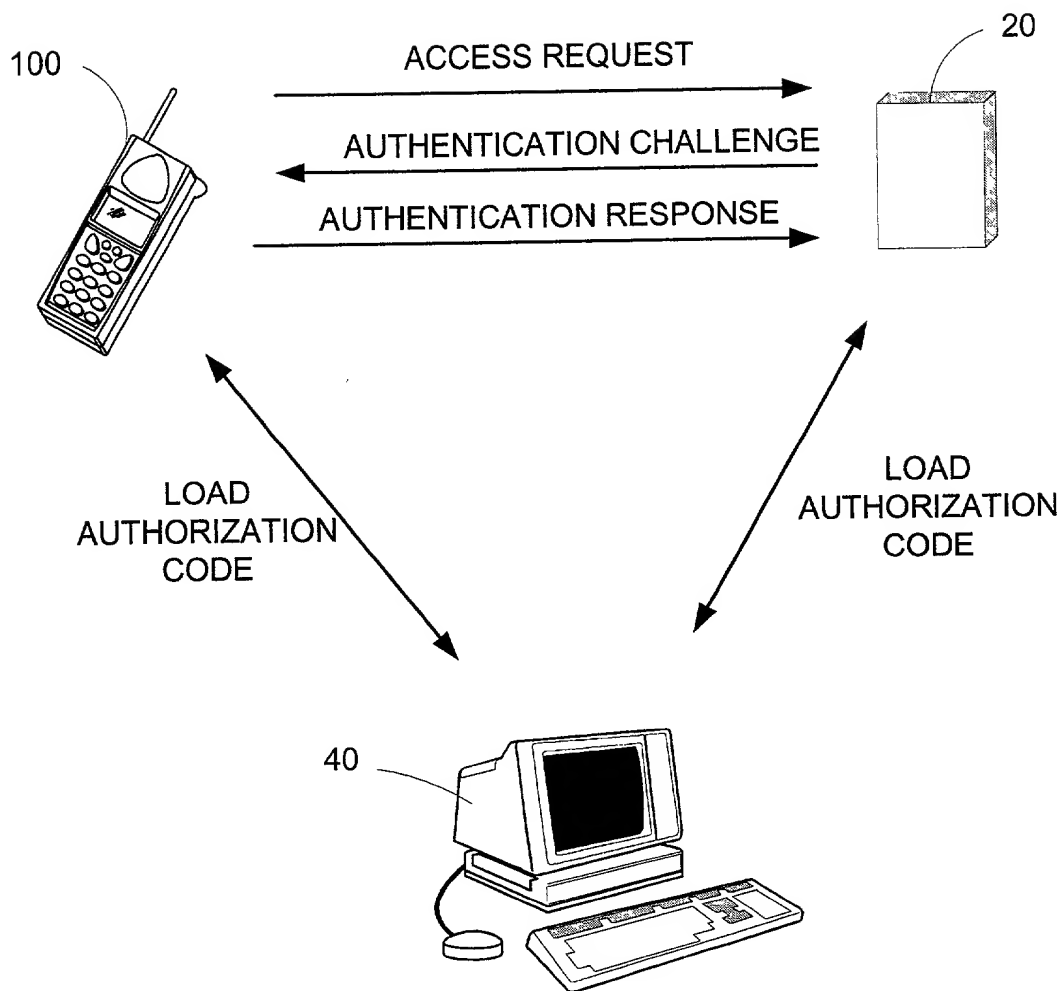 20
100
ACCESS REQUEST
AUTHENTICATION CHALLENGE
AUTHENTICATION RESPONSE
LOAD
AUTHORIZATION
CODE
LOAD
AUTHORIZATION
CODE
40